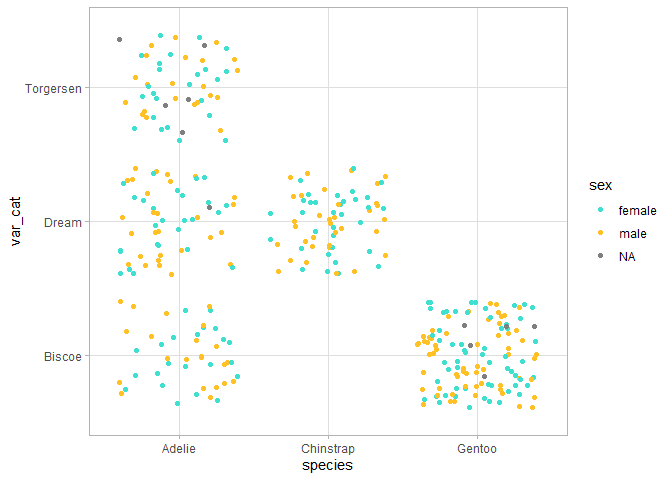 Torgersen
Dream
Biscoe
var_cat
Adelie
Chinstrap
Gentoo
species
sex
female
male
NA